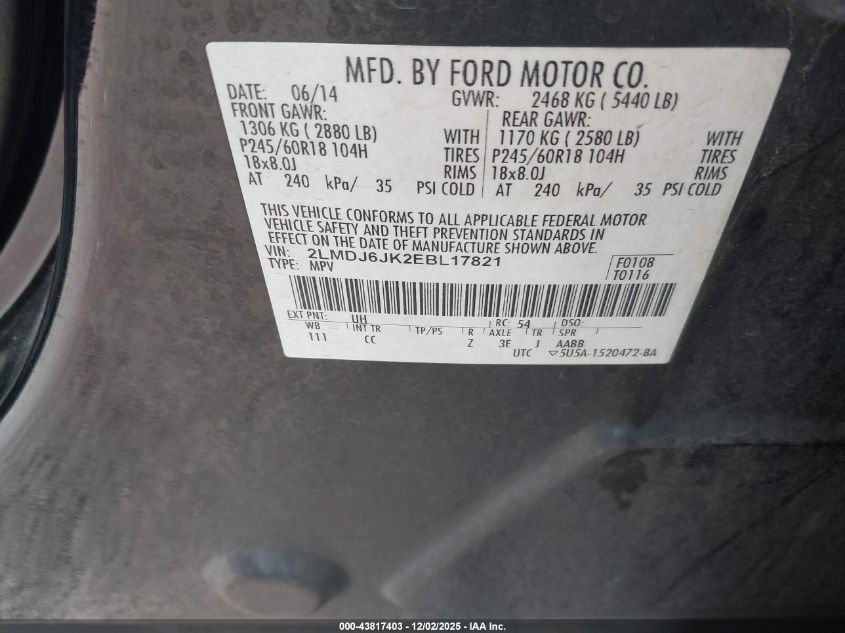 MFD. BY FORD MOTOR CO.
DATE: 06/14 GVWR: 2468 KG ( 5440 LB)
FRONT GAWR: REAR GAWR:
1306 KG ( 2880 LB) WITH 1170 KG ( 2580 LB) WITH
P245/60R18 104H TIRES P245/60R18 104H TIRES
18x8.0J RIMS 18x8.0J RIMS
AT 240 kPa/ 35 PSI COLD AT 240 kPa/ 35 PSI COLD
THIS VEHICLE CONFORMS TO ALL APPLICABLE FEDERAL MOTOR
VEHICLE SAFETY AND THEFT PREVENTION STANDARDS IN
EFFECT ON THE DATE OF MANUFACTURE SHOWN ABOVE.
VIN: 2LMDJ6JK2EBL17821 F0108
TYPE: MPV T0116
EXT PNT: UH RC: 54 DSO:
WB INT TR TP/PS R AXLE TR SPR
111 CC Z 3E J AABB
UTC ▽5U5A-1520472-BA
000-43817403 - 12/02/2025 - IAA Inc.